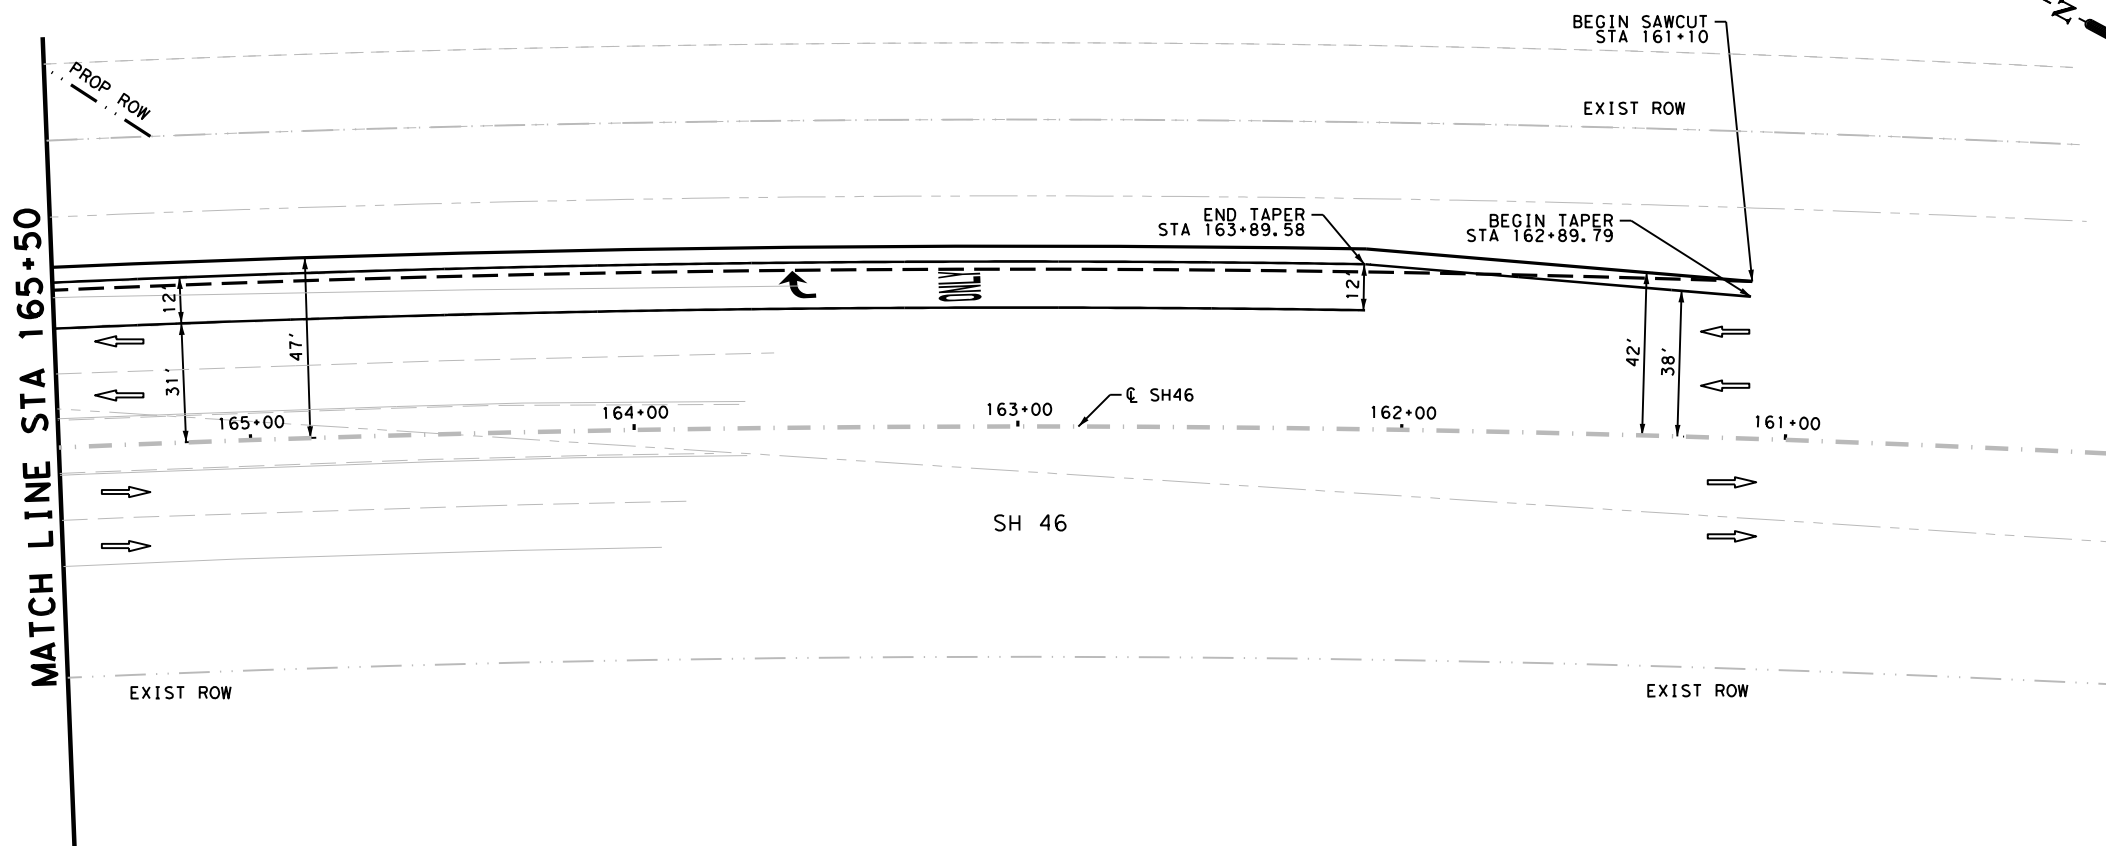 BEGIN SAWCUT
STA 161+10
N
PROP ROW
EXIST ROW
END TAPER
STA 163+89.58
BEGIN TAPER
STA 162+89.79
MATCH LINE STA 165+50
12'
ONLY
12'
47'
31'
42'
38'
℄ SH46
165+00
164+00
163+00
162+00
161+00
SH 46
EXIST ROW
EXIST ROW